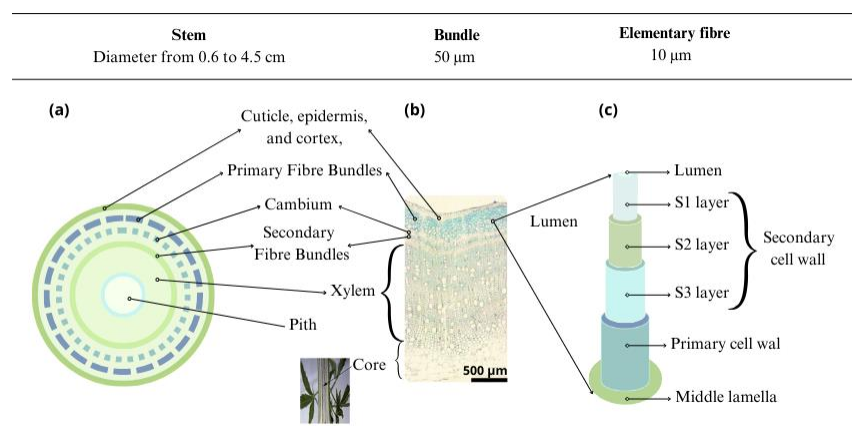 Stem
Diameter from 0.6 to 4.5 cm
Bundle
50 µm
Elementary fibre
10 µm
(a)
Cuticle, epidermis,
and cortex,
Primary Fibre Bundles
Cambium
Secondary
Fibre Bundles
Xylem
Pith
Core
(b)
500 µm
Lumen
(c)
Lumen
S1 layer
S2 layer
S3 layer
Secondary
cell wall
Primary cell wal
Middle lamella